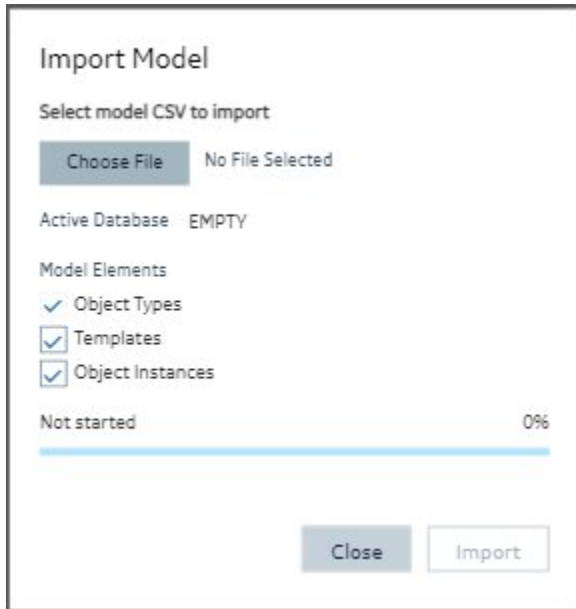 Import Model
Select model CSV to import
Choose File No File Selected
Active Database EMPTY
Model Elements
Object Types
Templates
Object Instances
Not started 0%
Close Import